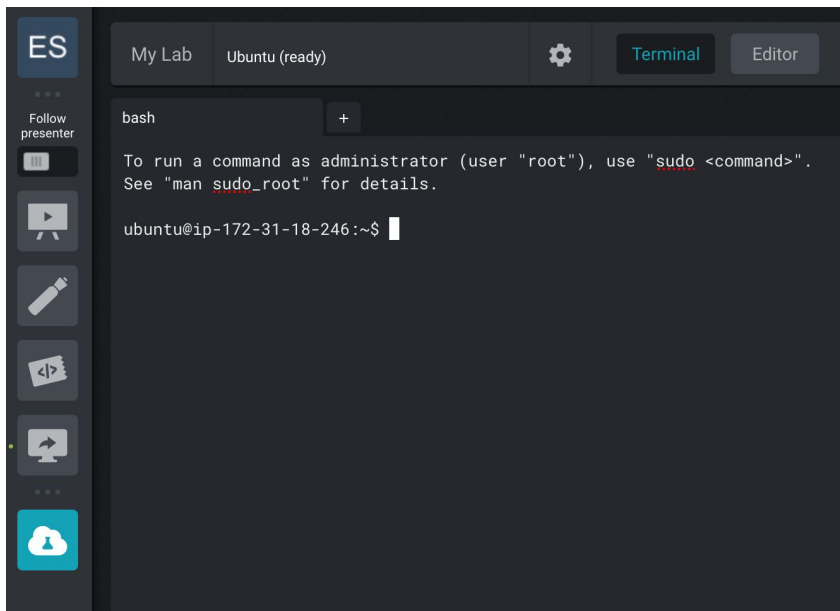 ES
My Lab
Ubuntu (ready)
Terminal
Editor
Follow
presenter
bash
+
To run a command as administrator (user "root"), use "sudo <command>".
See "man sudo_root" for details.
ubuntu@ip-172-31-18-246:~$
</>